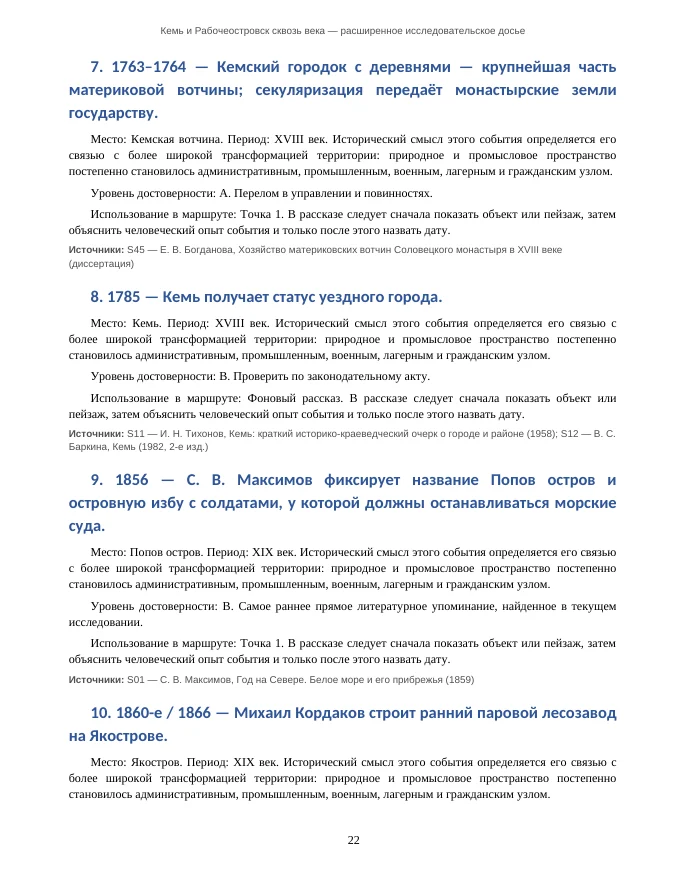 Кемь и Рабочеостровск сквозь века — расширенное исследовательское досье
7. 1763–1764 — Кемский городок с деревнями — крупнейшая часть
материковой вотчины; секуляризация передаёт монастырские земли
государству.
Место: Кемская вотчина. Период: XVIII век. Исторический смысл этого события определяется его
связью с более широкой трансформацией территории: природное и промысловое пространство
постепенно становилось административным, промышленным, военным, лагерным и гражданским узлом.
Уровень достоверности: A. Перелом в управлении и повинностях.
Использование в маршруте: Точка 1. В рассказе следует сначала показать объект или пейзаж, затем
объяснить человеческий опыт события и только после этого назвать дату.
Источники: S45 — Е. В. Богданова, Хозяйство материковских вотчин Соловецкого монастыря в XVIII веке
(диссертация)
8. 1785 — Кемь получает статус уездного города.
Место: Кемь. Период: XVIII век. Исторический смысл этого события определяется его связью с
более широкой трансформацией территории: природное и промысловое пространство постепенно
становилось административным, промышленным, военным, лагерным и гражданским узлом.
Уровень достоверности: B. Проверить по законодательному акту.
Использование в маршруте: Фоновый рассказ. В рассказе следует сначала показать объект или
пейзаж, затем объяснить человеческий опыт события и только после этого назвать дату.
Источники: S11 — И. Н. Тихонов, Кемь: краткий историко-краеведческий очерк о городе и районе (1958); S12 — В. С.
Баркина, Кемь (1982, 2-е изд.)
9. 1856 — С. В. Максимов фиксирует название Попов остров и
островную избу с солдатами, у которой должны останавливаться морские
суда.
Место: Попов остров. Период: XIX век. Исторический смысл этого события определяется его связью
с более широкой трансформацией территории: природное и промысловое пространство постепенно
становилось административным, промышленным, военным, лагерным и гражданским узлом.
Уровень достоверности: B. Самое раннее прямое литературное упоминание, найденное в текущем
исследовании.
Использование в маршруте: Точка 1. В рассказе следует сначала показать объект или пейзаж, затем
объяснить человеческий опыт события и только после этого назвать дату.
Источники: S01 — С. В. Максимов, Год на Севере. Белое море и его прибрежья (1859)
10. 1860-е / 1866 — Михаил Кордаков строит ранний паровой лесозавод
на Якострове.
Место: Якостров. Период: XIX век. Исторический смысл этого события определяется его связью с
более широкой трансформацией территории: природное и промысловое пространство постепенно
становилось административным, промышленным, военным, лагерным и гражданским узлом.
22